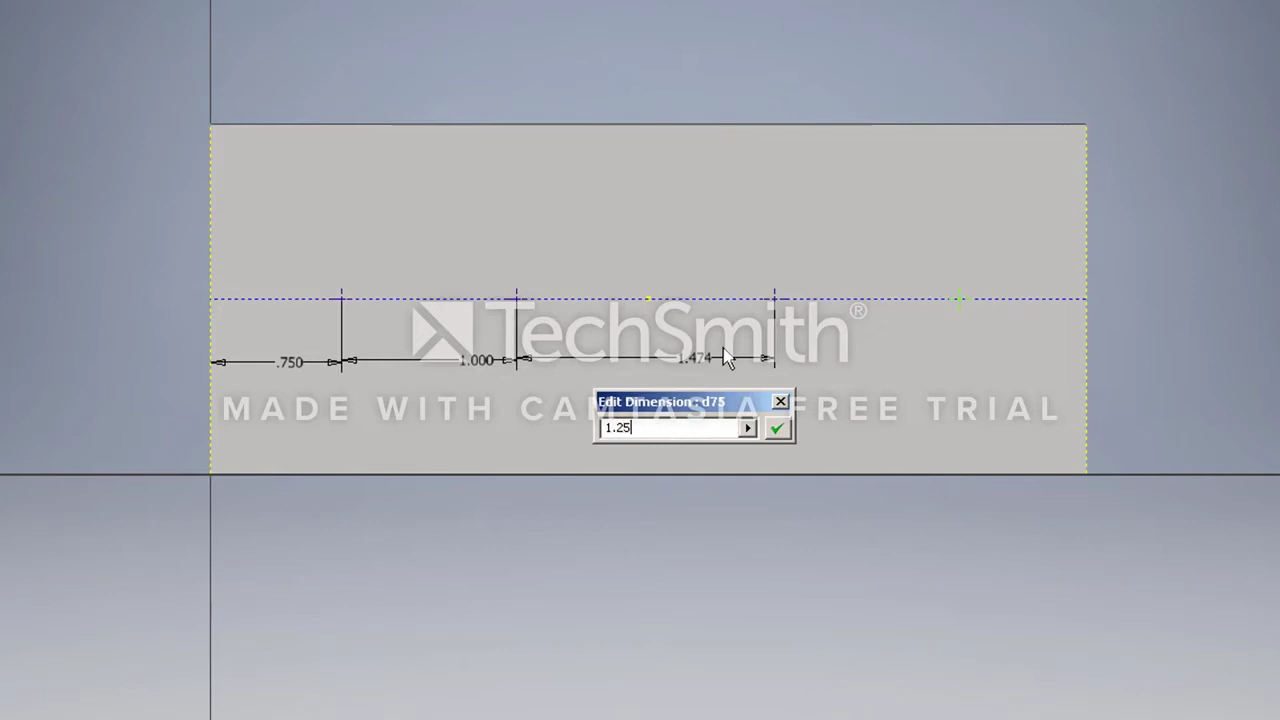 TechSmith®
.750 1.000 1.474
Edit Dimension : d75
MADE WITH CAMTASIA FREE TRIAL
1.25